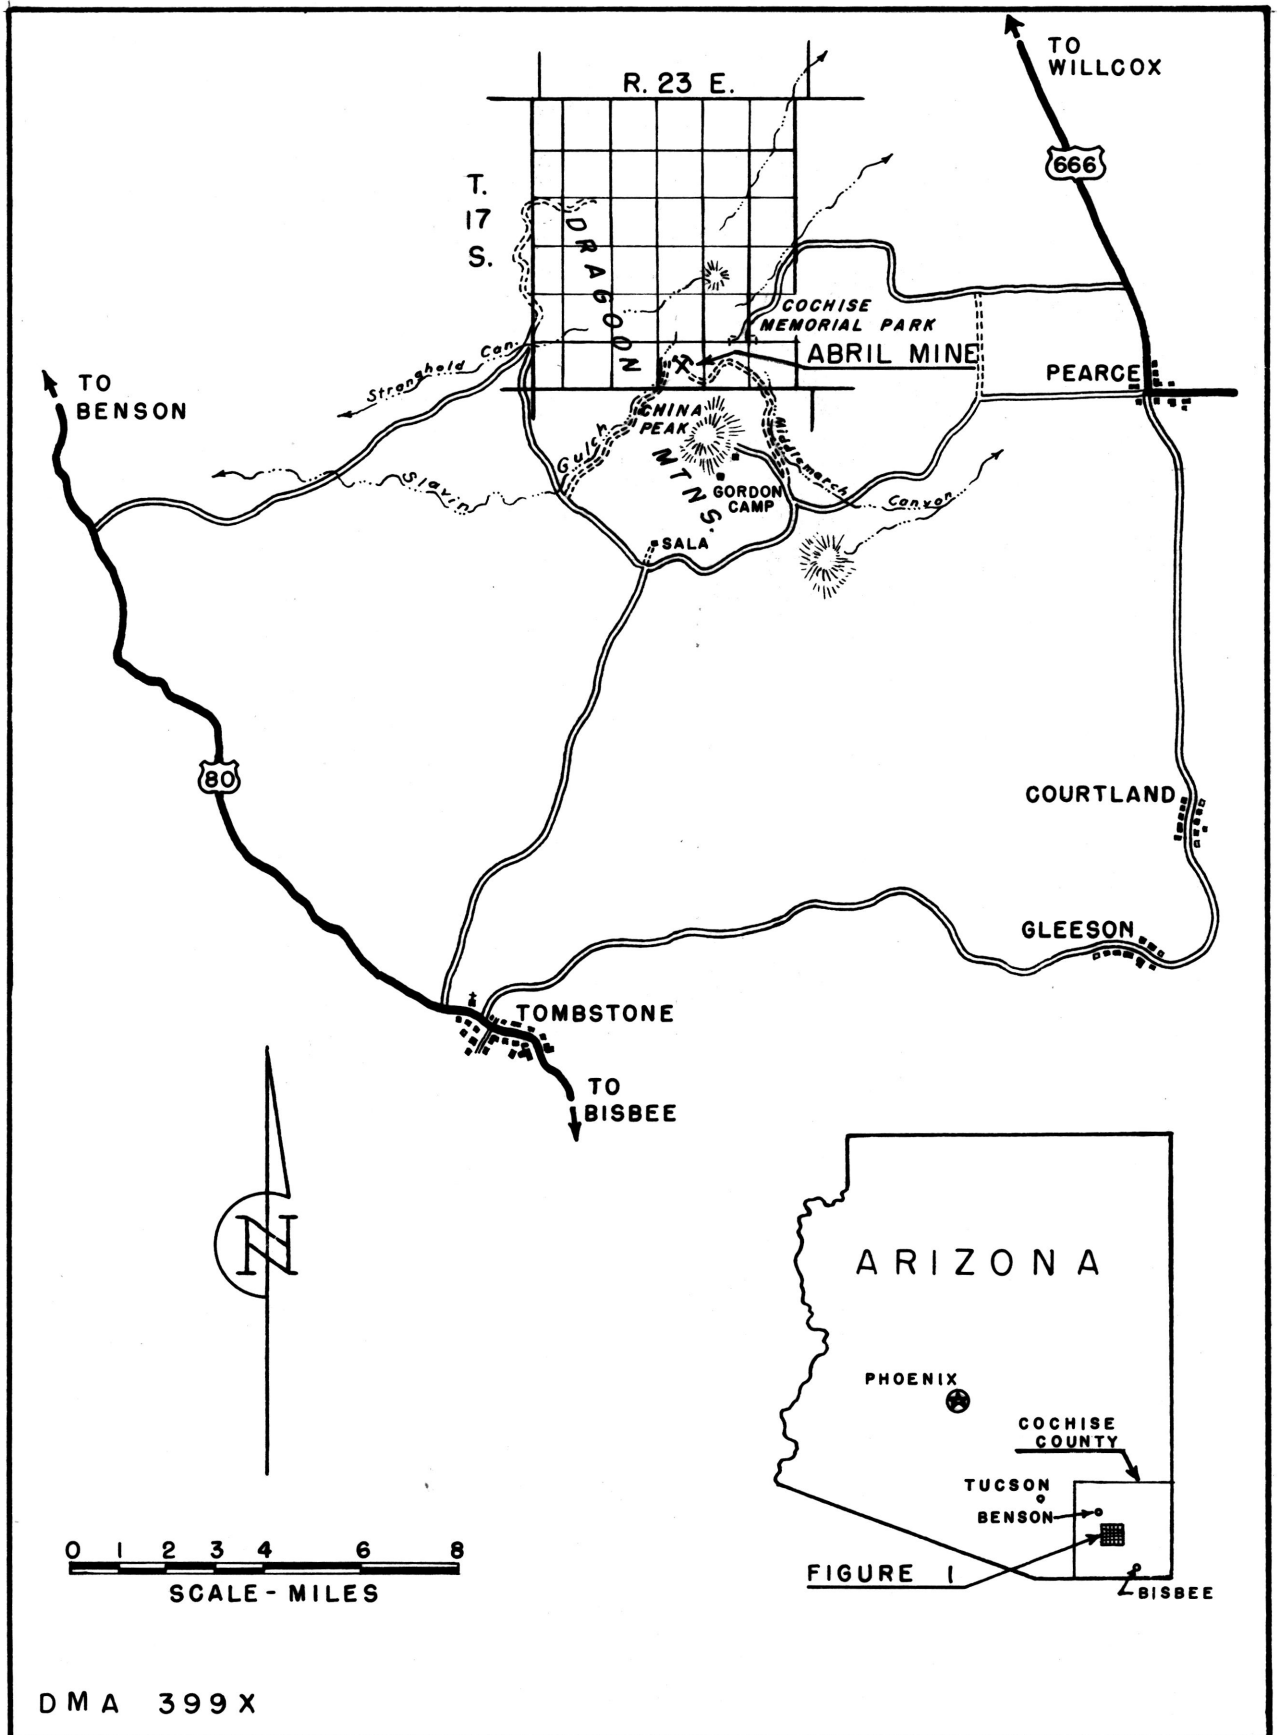 TO
WILLCOX
R. 23 E.
666
T.
17
S.
DRAGOON
COCHISE
MEMORIAL PARK
ABRIL MINE
PEARCE
Stronghold Can.
TO
BENSON
CHINA
PEAK
Gulch
Slavin
MTNS.
Middlemarch
Canyon
GORDON
CAMP
SALA
80
COURTLAND
GLEESON
TOMBSTONE
TO
BISBEE
N
ARIZONA
PHOENIX
COCHISE
COUNTY
TUCSON
BENSON
FIGURE 1
BISBEE
0 1 2 3 4 6 8
SCALE-MILES
DMA 399X